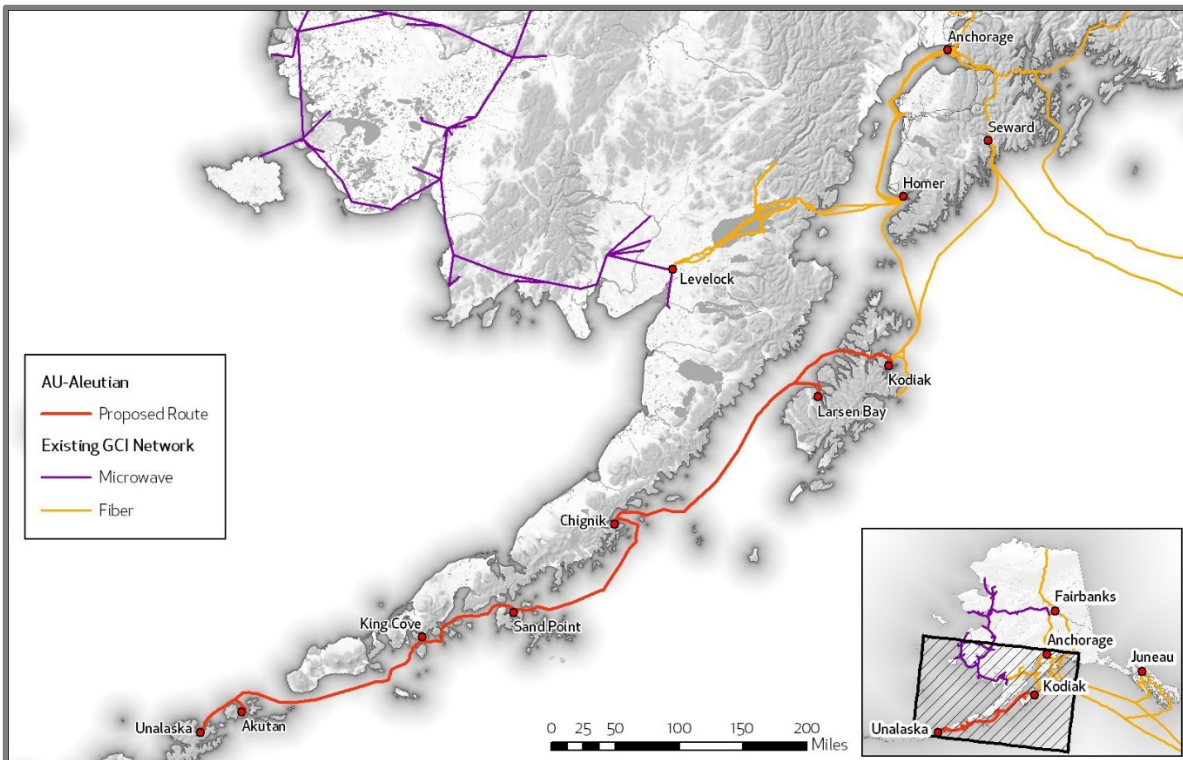 Anchorage
Seward
Homer
Levelock
Kodiak
Larsen Bay
Chignik
Sand Point
King Cove
Akutan
Unalaska
AU-Aleutian
Proposed Route
Existing GCI Network
Microwave
Fiber
0 25 50 100 150 200
Miles
Fairbanks
Anchorage
Juneau
Kodiak
Unalaska